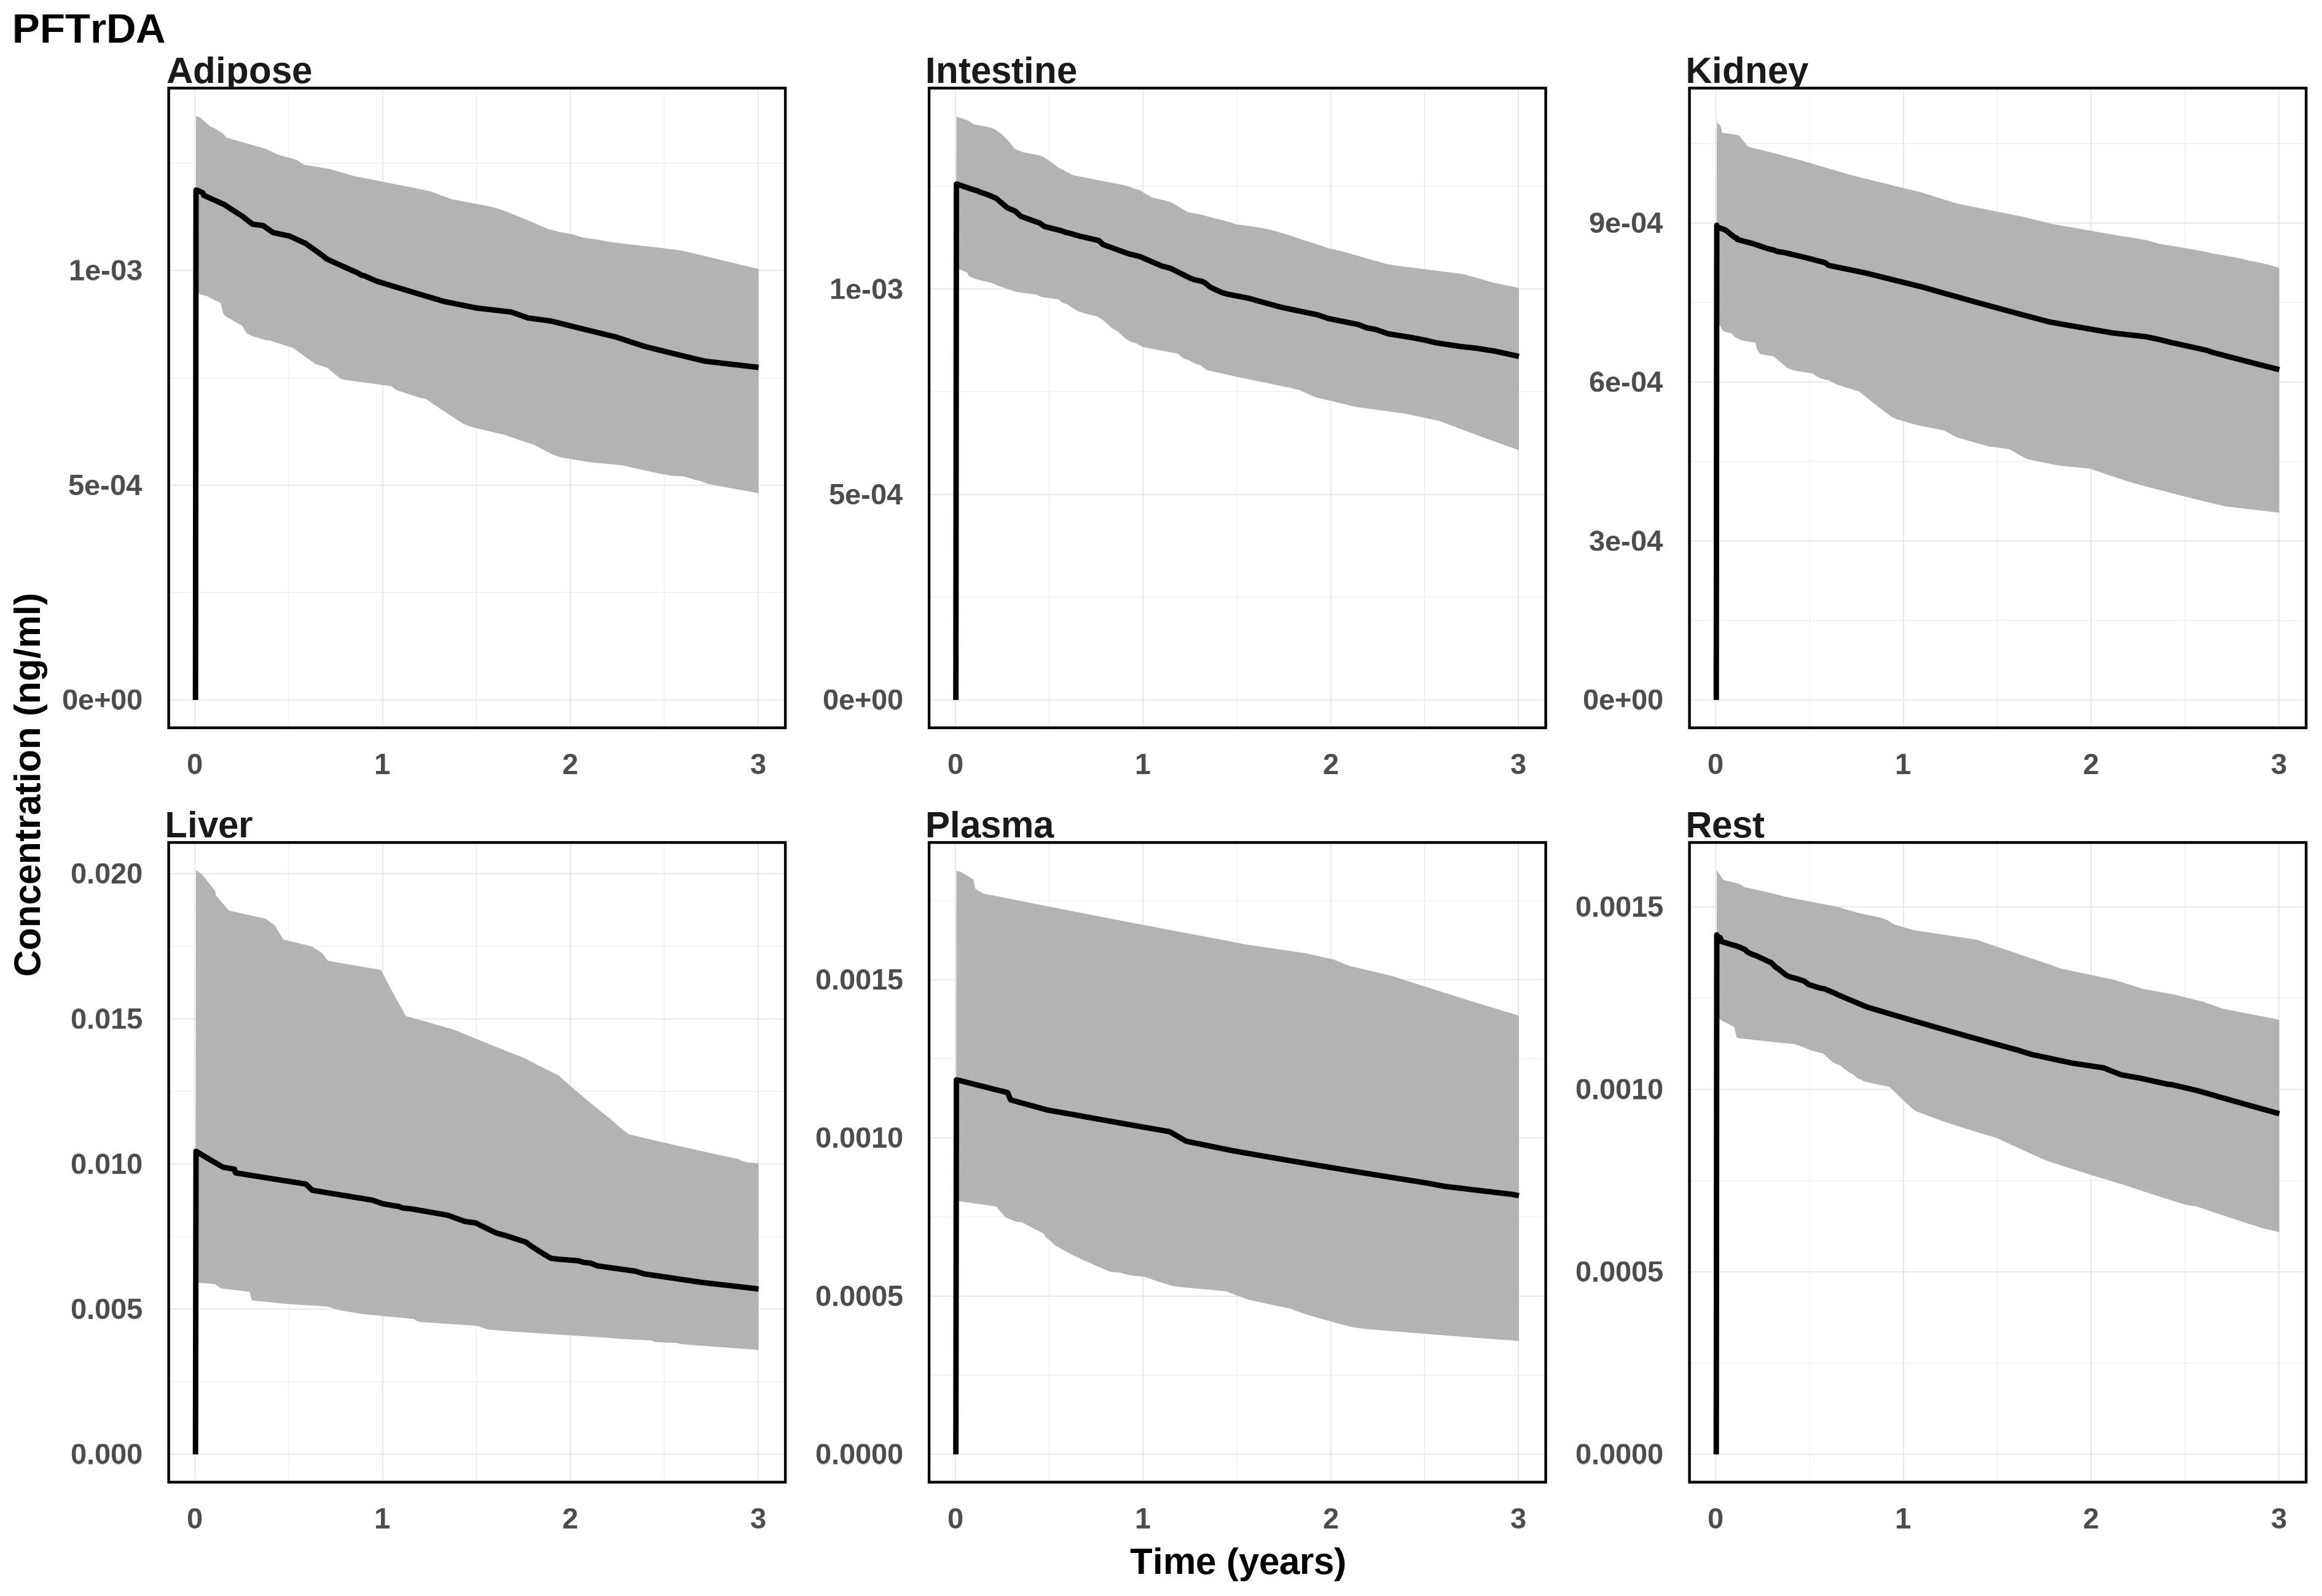 PFTrDA
Adipose
Intestine
Kidney
1e-03
5e-04
0e+00
1e-03
5e-04
0e+00
9e-04
6e-04
3e-04
0e+00
0 1 2 3
0 1 2 3
0 1 2 3
Concentration (ng/ml)
Liver
Plasma
Rest
0.020
0.015
0.010
0.005
0.000
0.0015
0.0010
0.0005
0.0000
0.0015
0.0010
0.0005
0.0000
0 1 2 3
0 1 2 3
0 1 2 3
Time (years)